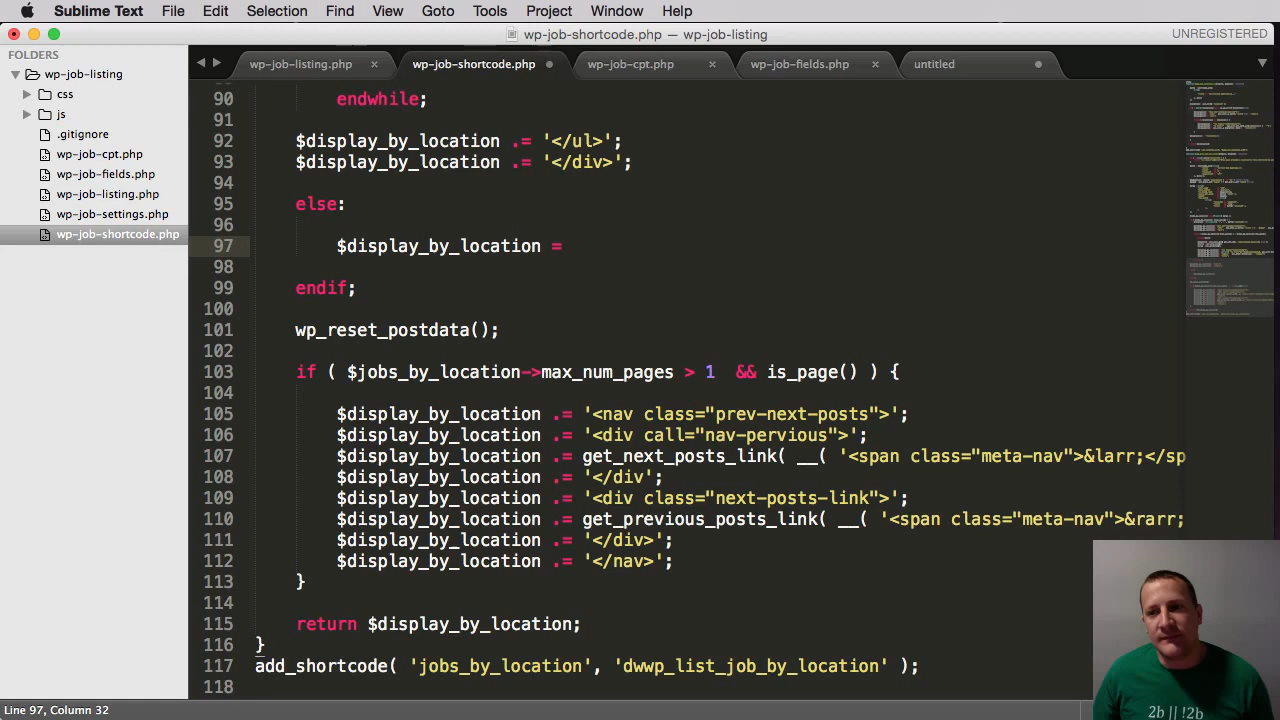 Sublime Text File Edit Selection Find View Goto Tools Project Window Help
wp-job-shortcode.php — wp-job-listing
UNREGISTERED
FOLDERS
wp-job-listing
css
js
.gitignore
wp-job-cpt.php
wp-job-fields.php
wp-job-listing.php
wp-job-settings.php
wp-job-shortcode.php
wp-job-listing.php wp-job-shortcode.php wp-job-cpt.php wp-job-fields.php untitled
90 endwhile;
91
92 $display_by_location .= '</ul>';
93 $display_by_location .= '</div>';
94
95 else:
96
97 $display_by_location =
98
99 endif;
100
101 wp_reset_postdata();
102
103 if ( $jobs_by_location->max_num_pages > 1 && is_page() ) {
104
105 $display_by_location .= '<nav class="prev-next-posts">';
106 $display_by_location .= '<div call="nav-pervious">';
107 $display_by_location .= get_next_posts_link( __( '<span class="meta-nav">&larr;</sp
108 $display_by_location .= '</div';
109 $display_by_location .= '<div class="next-posts-link">';
110 $display_by_location .= get_previous_posts_link( __( '<span class="meta-nav">&rarr;
111 $display_by_location .= '</div>';
112 $display_by_location .= '</nav>';
113 }
114
115 return $display_by_location;
116 }
117 add_shortcode( 'jobs_by_location', 'dwwp_list_job_by_location' );
118
Line 97, Column 32
2b || !2b